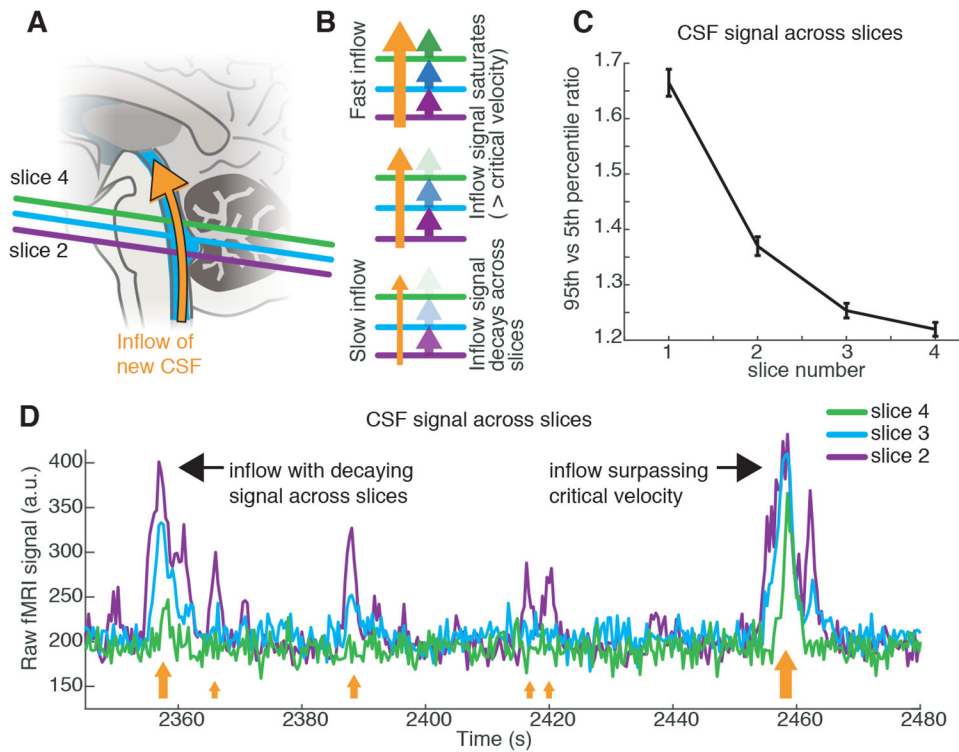 A
slice 4
slice 2
Inflow of
new CSF
B
Fast inflow
Slow inflow
Inflow signal saturates
( > critical velocity)
Inflow signal
decays across
slices
C
CSF signal across slices
95th vs 5th percentile ratio
1.7
1.6
1.5
1.4
1.3
1.2
1 2 3 4
slice number
D
CSF signal across slices
slice 4
slice 3
slice 2
inflow with decaying
signal across slices
inflow surpassing
critical velocity
Raw fMRI signal (a.u.)
400
350
300
250
200
150
2360 2380 2400 2420 2440 2460 2480
Time (s)